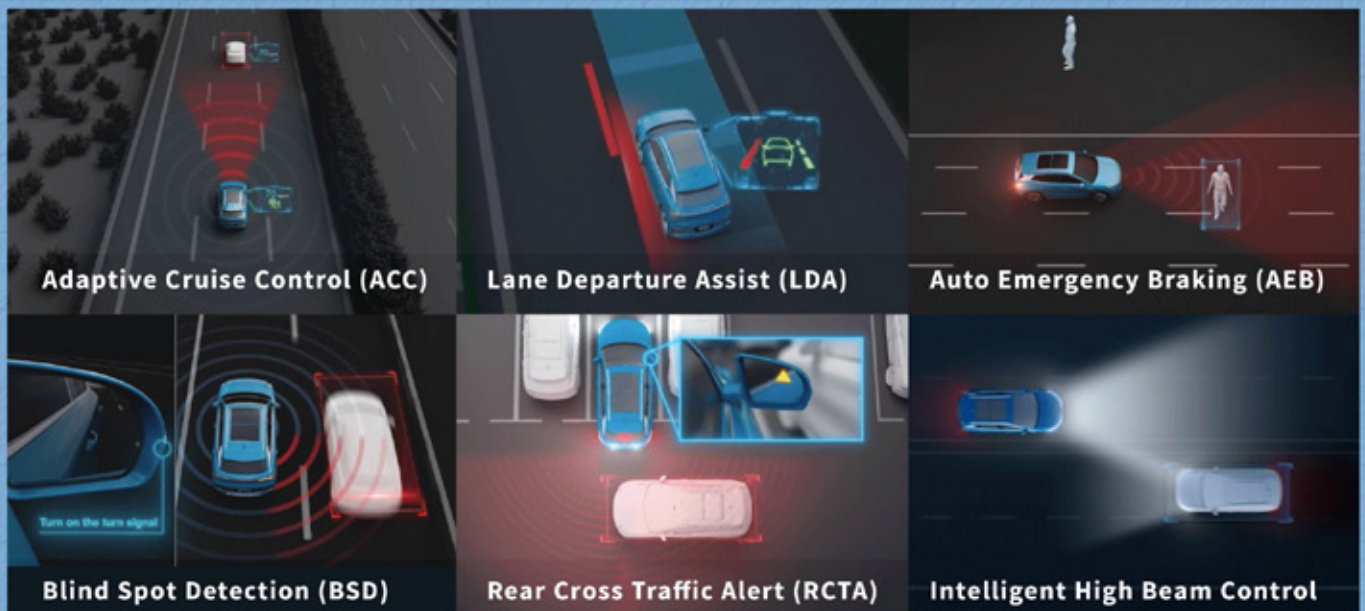 Adaptive Cruise Control (ACC)
Lane Departure Assist (LDA)
Auto Emergency Braking (AEB)
Turn on the turn signal
Blind Spot Detection (BSD)
Rear Cross Traffic Alert (RCTA)
Intelligent High Beam Control